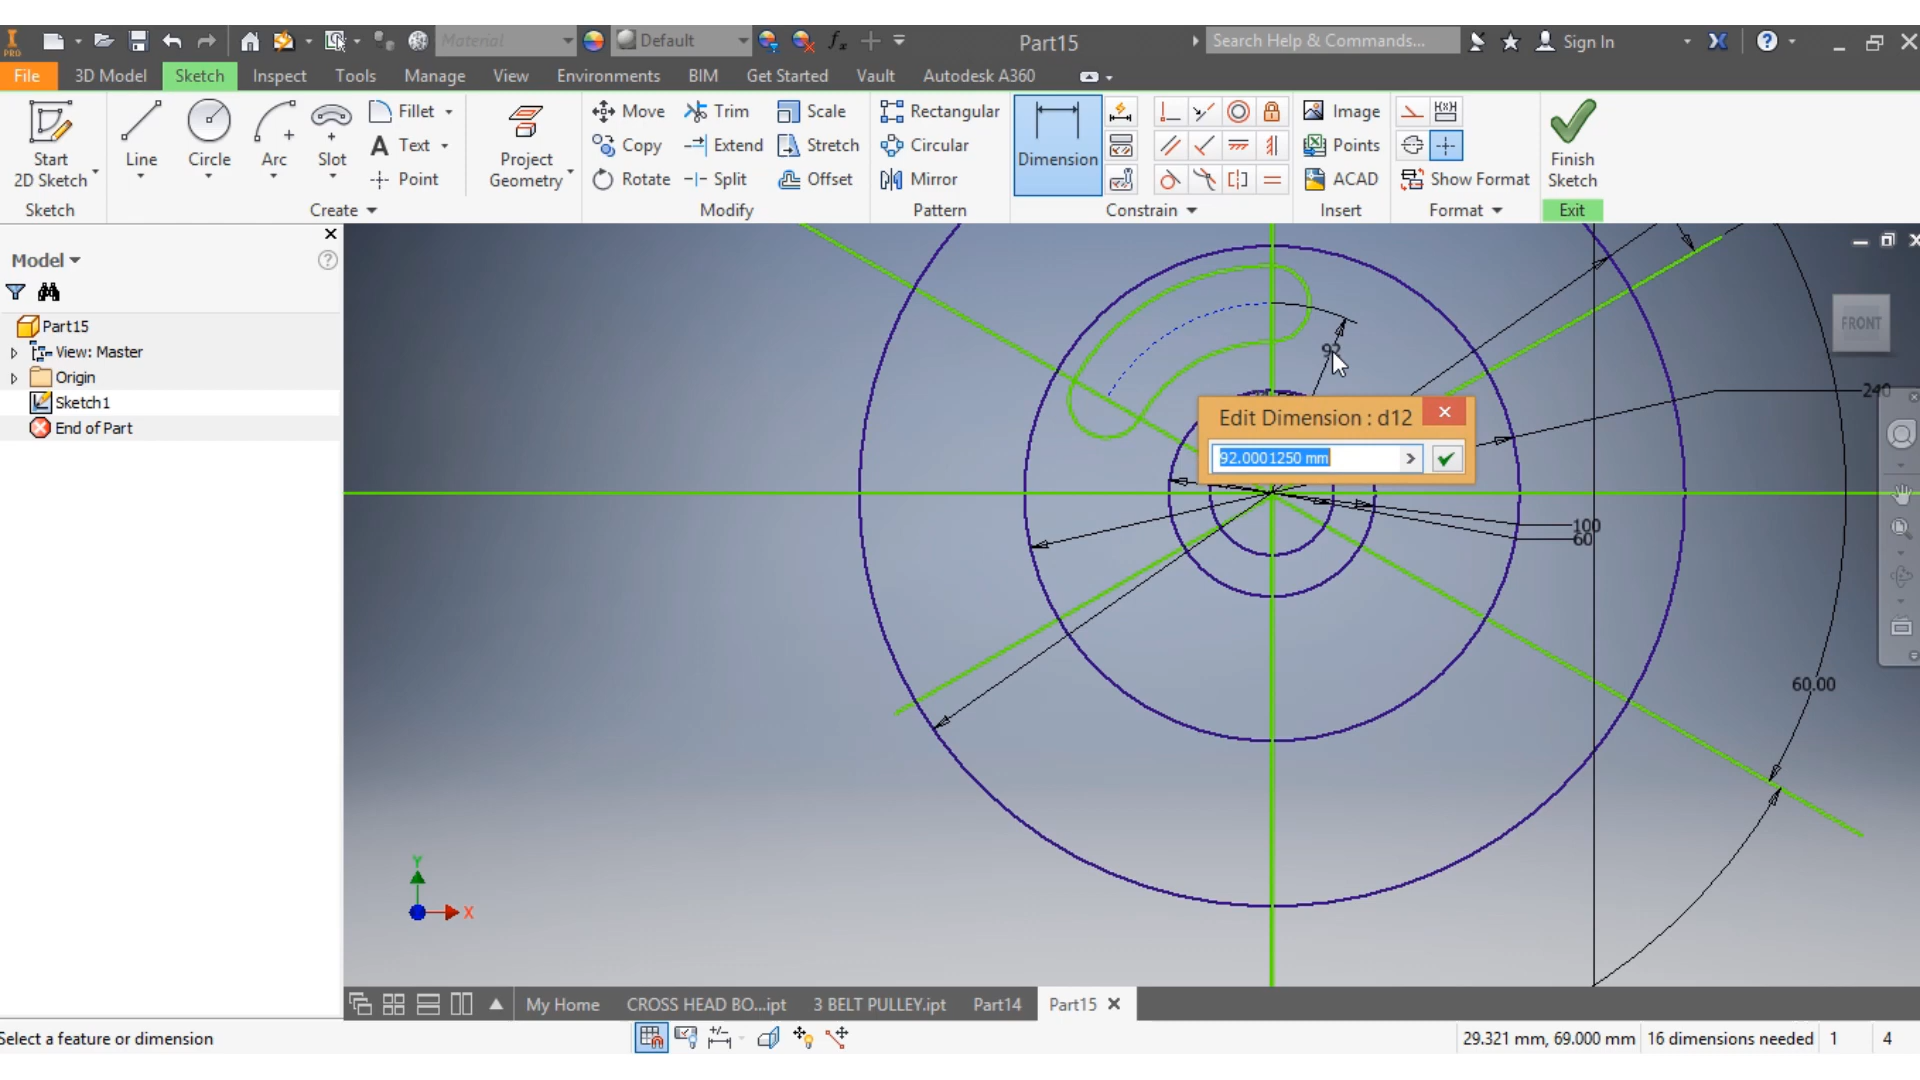 PRO
Material
Default
Part15
Search Help & Commands...
Sign In
File 3D Model Sketch Inspect Tools Manage View Environments BIM Get Started Vault Autodesk A360
Start
2D Sketch
Line
Circle
Arc
Slot
Fillet
Text
Point
Project
Geometry
Move
Copy
Rotate
Trim
Extend
Split
Scale
Stretch
Offset
Rectangular
Circular
Mirror
Dimension
Image
Points
ACAD
Show Format
Finish
Sketch
Sketch Create Modify Pattern Constrain Insert Format Exit
Model
Part15
View: Master
Origin
Sketch1
End of Part
FRONT
92
240
Edit Dimension : d12
92.0001250 mm
100
60
60.00
Y
X
My Home CROSS HEAD BO...ipt 3 BELT PULLEY.ipt Part14 Part15
Select a feature or dimension
29.321 mm, 69.000 mm 16 dimensions needed 1 4